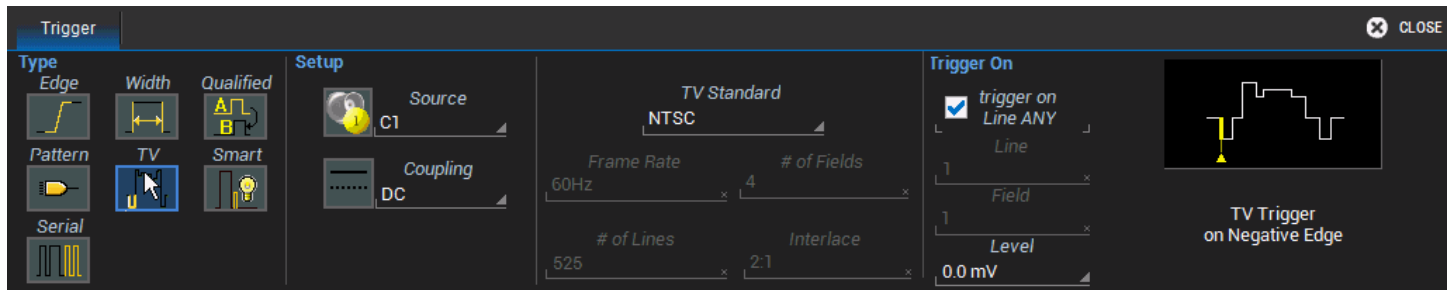 Trigger
CLOSE
Type
Edge
Width
Qualified
A
B
Pattern
TV
Smart
Serial
Setup
Source
1
C1
Coupling
DC
TV Standard
NTSC
Frame Rate
# of Fields
60Hz
4
# of Lines
Interlace
525
2:1
Trigger On
trigger on
Line ANY
Line
1
Field
1
Level
0.0 mV
TV Trigger
on Negative Edge